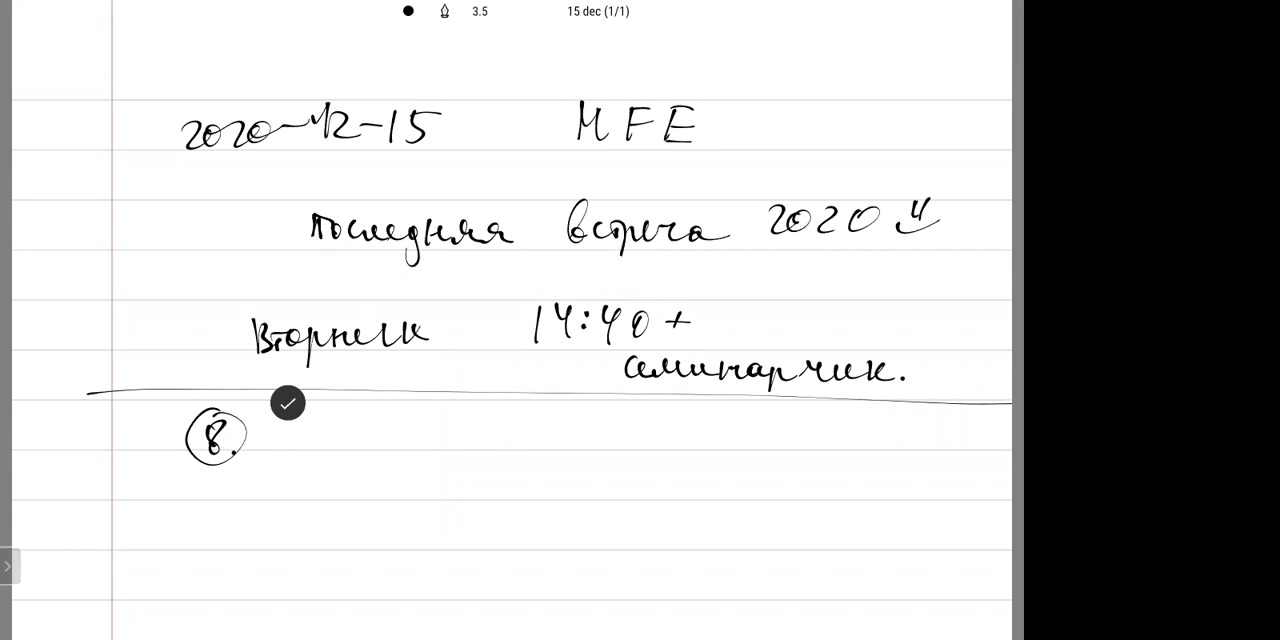 3.5 15 dec (1/1)
2020-12-15 MFE
последняя встреча 2020
Вторник 14:40 +
семинарчик.
8.